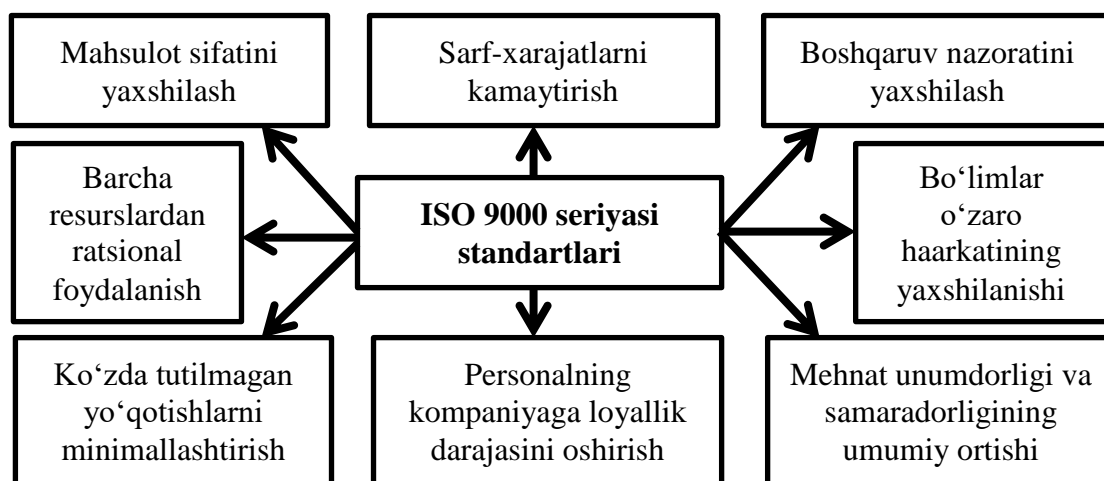 Mahsulot sifatini
yaxshilash
Sarf-xarajatlarni
kamaytirish
Boshqaruv nazoratini
yaxshilash
Barcha
resurslardan
ratsional
foydalanish
ISO 9000 seriyasi
standartlari
Bo‘limlar
o‘zaro
haarkatining
yaxshilanishi
Ko‘zda tutilmagan
yo‘qotishlarni
minimallashtirish
Personalning
kompaniyaga loyallik
darajasini oshirish
Mehnat unumdorligi va
samaradorligining
umumiy ortishi